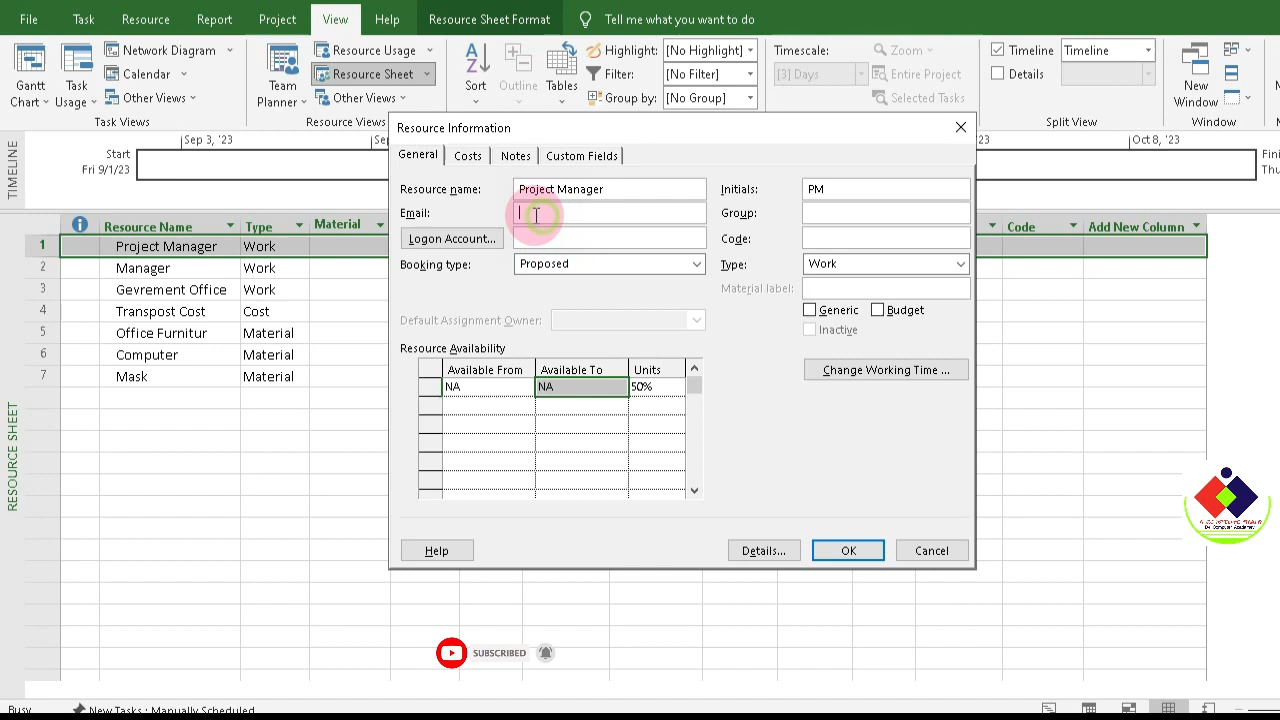 File Task Resource Report Project View Help Resource Sheet Format Tell me what you want to do
Gantt Chart
Task Usage
Network Diagram
Calendar
Other Views
Task Views
Team Planner
Resource Usage
Resource Sheet
Other Views
Resource Views
Sort
Outline
Tables
Highlight: [No Highlight]
Filter: [No Filter]
Group by: [No Group]
Timescale:
[3] Days
Zoom
Entire Project
Selected Tasks
Timeline Timeline
Details
Split View
New Window
Window
TIMELINE
Sep 3, '23
Oct 8, '23
Start
Fri 9/1/23
Resource Information
General Costs Notes Custom Fields
Resource name: Project Manager Initials: PM
Email: Group:
Logon Account... Code:
Booking type: Proposed Type: Work
Material label:
Generic Budget
Default Assignment Owner: Inactive
Resource Availability
Available From Available To Units
NA NA 50%
Change Working Time ...
Help Details... OK Cancel
RESOURCE SHEET
Resource Name Type Material Code Add New Column
1 Project Manager Work
2 Manager Work
3 Gevrement Office Work
4 Transpost Cost Cost
5 Office Furnitur Material
6 Computer Material
7 Mask Material
SUBSCRIBED
Busy New Tasks : Manually Scheduled